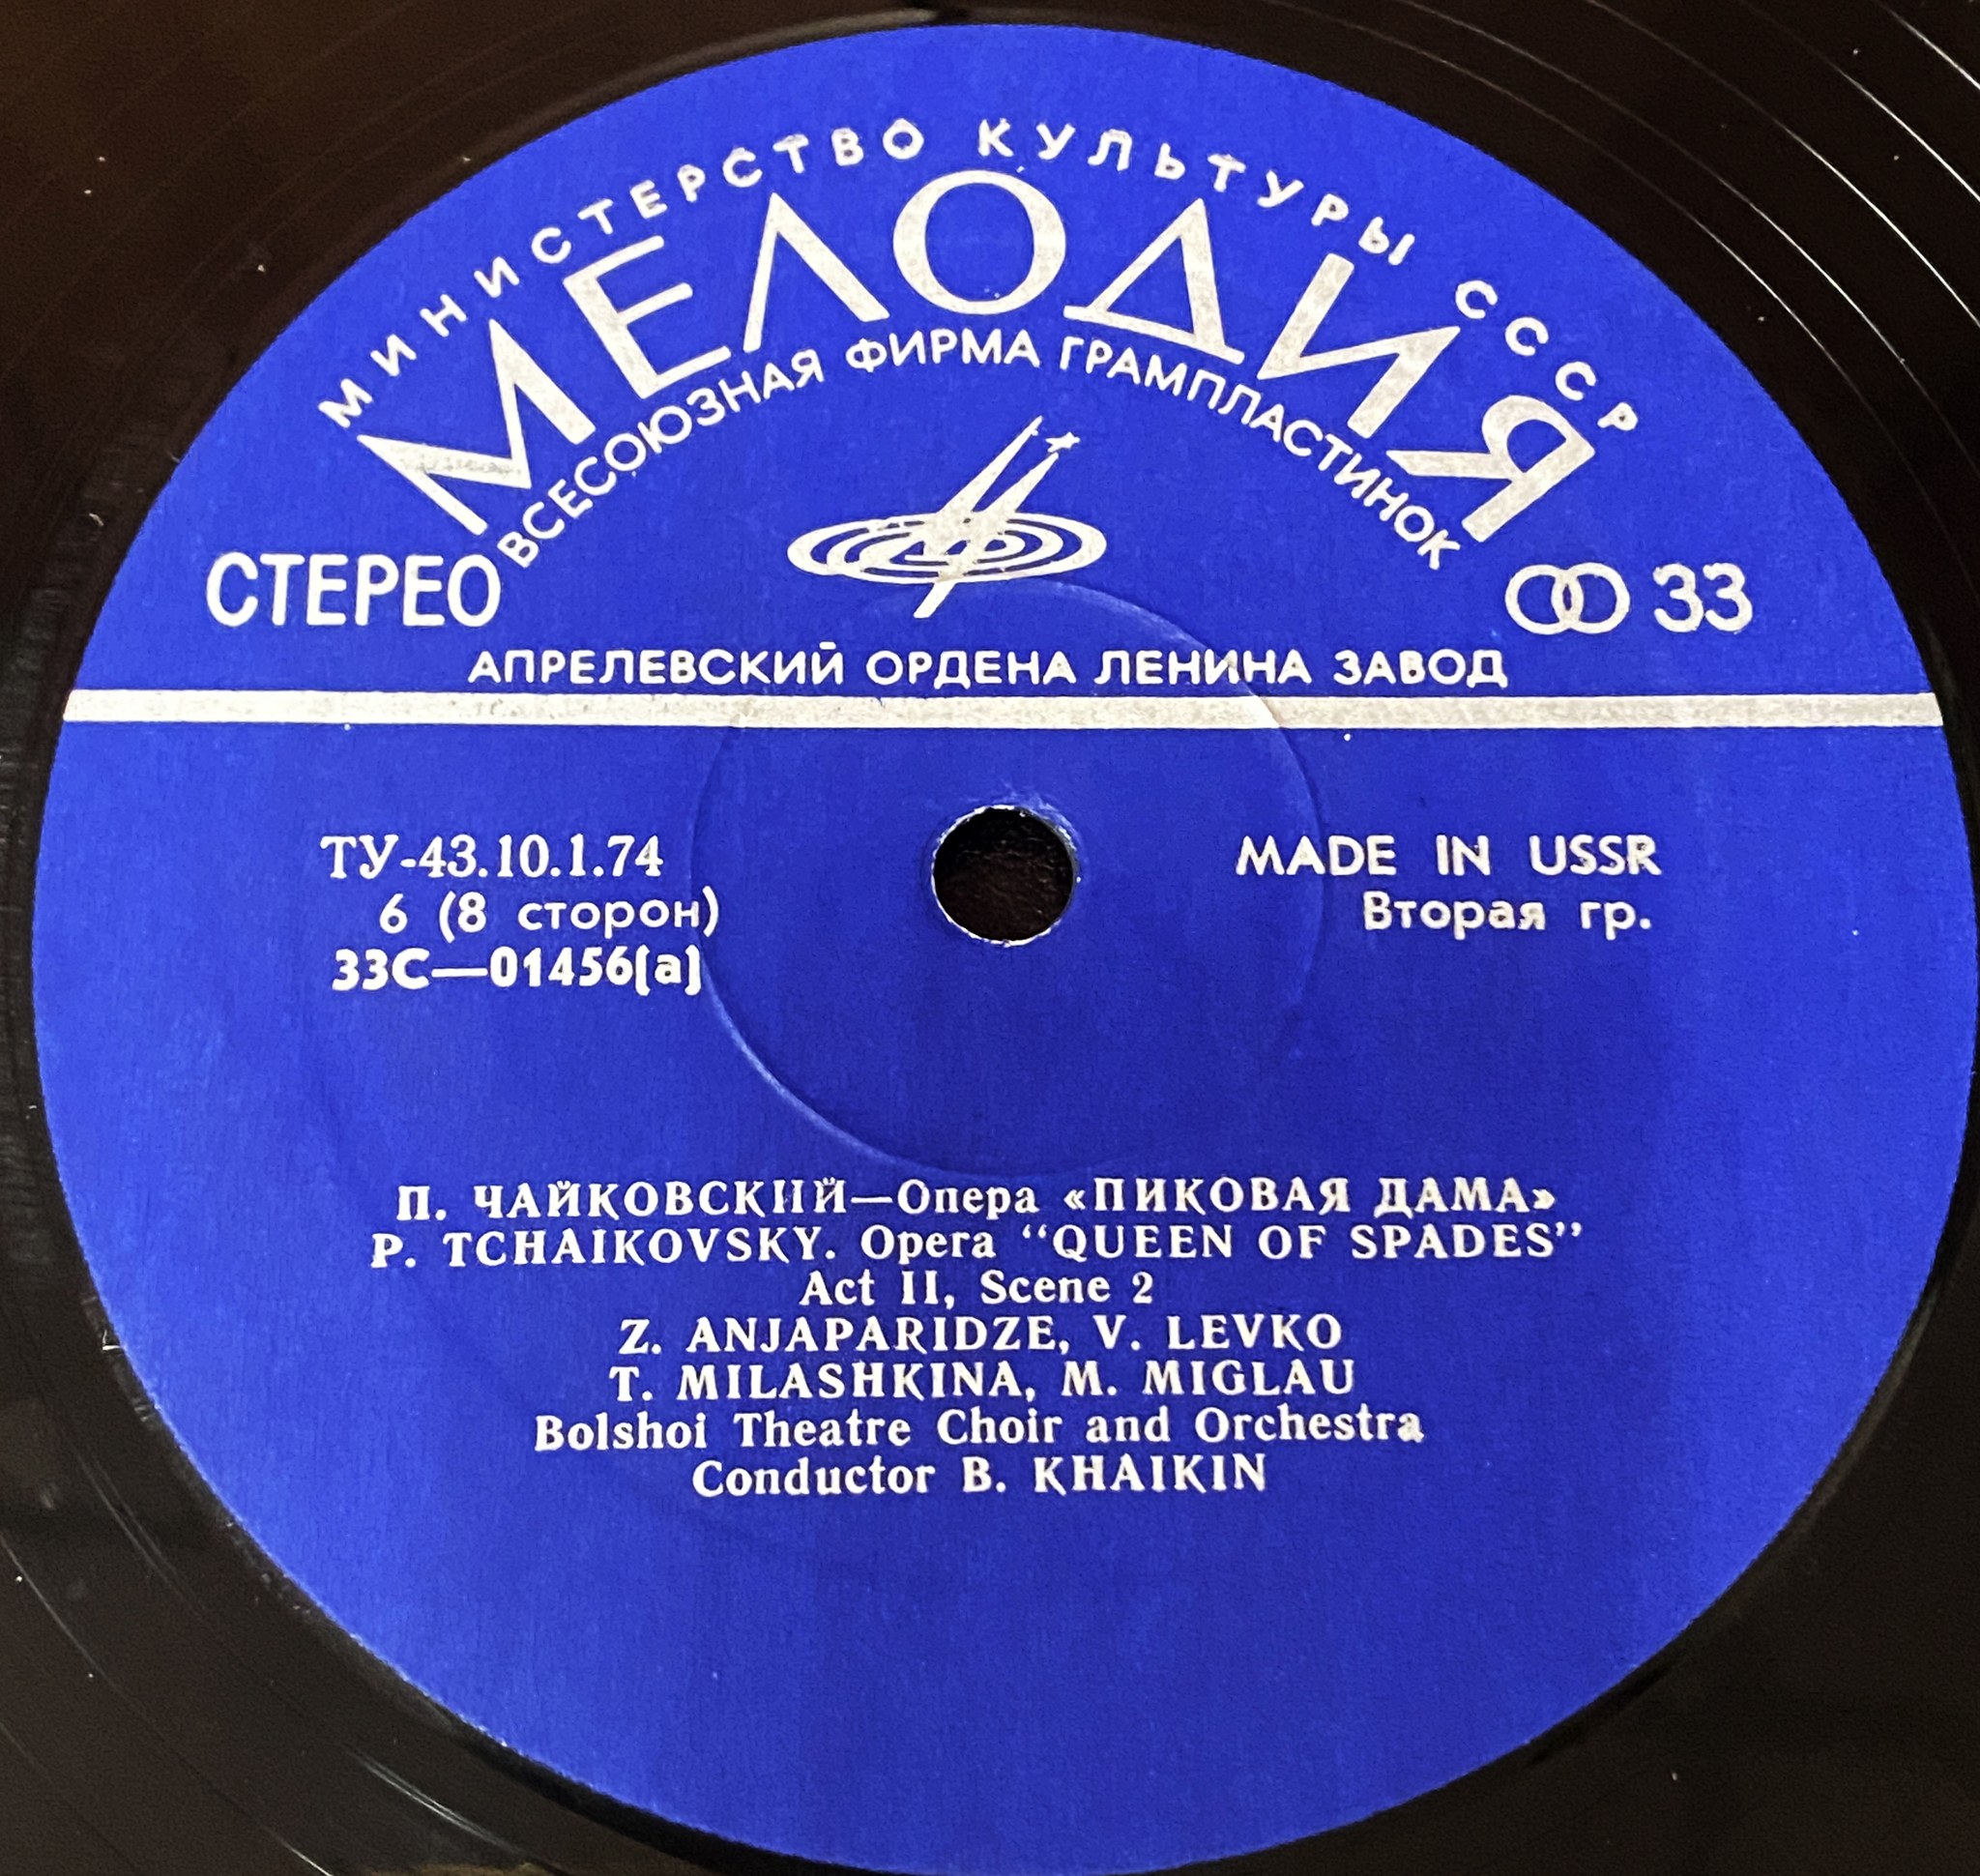 МИНИСТЕРСТВО КУЛЬТУРЫ СССР
МЕЛОДИЯ
ВСЕСОЮЗНАЯ ФИРМА ГРАМПЛАСТИНОК
СТЕРЕО
33
АПРЕЛЕВСКИЙ ОРДЕНА ЛЕНИНА ЗАВОД
ТУ-43.10.1.74
6 (8 сторон)
33С—01456(а)
MADE IN USSR
Вторая гр.
П. ЧАЙКОВСКИЙ—Опера «ПИКОВАЯ ДАМА»
P. TCHAIKOVSKY. Opera “QUEEN OF SPADES”
Act II, Scene 2
Z. ANJAPARIDZE, V. LEVKO
T. MILASHKINA, M. MIGLAU
Bolshoi Theatre Choir and Orchestra
Conductor B. KHAIKIN